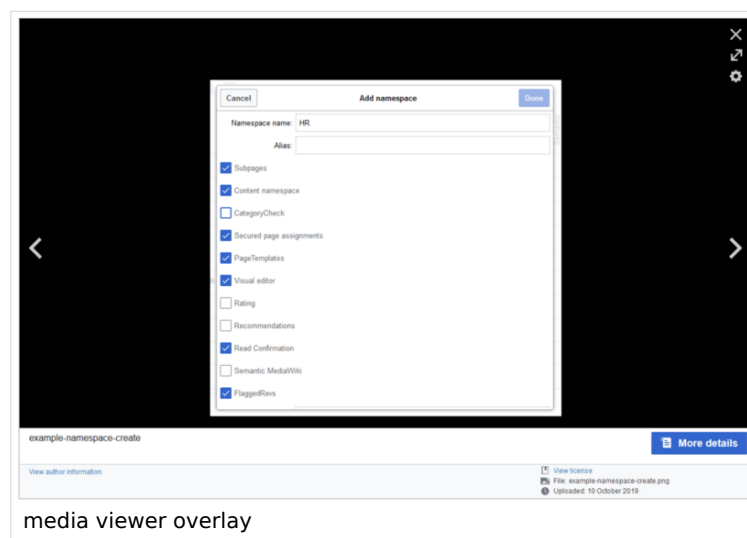 Cancel Add namespace Done
Namespace name: HR
Alias:
Subpages
Content namespace
CategoryCheck
Secured page assignments
PageTemplates
Visual editor
Rating
Recommendations
Read Confirmation
Semantic MediaWiki
FlaggedRevs
example-namespace-create
More details
View author information
View license
File: example-namespace-create.png
Uploaded: 10 October 2019
media viewer overlay